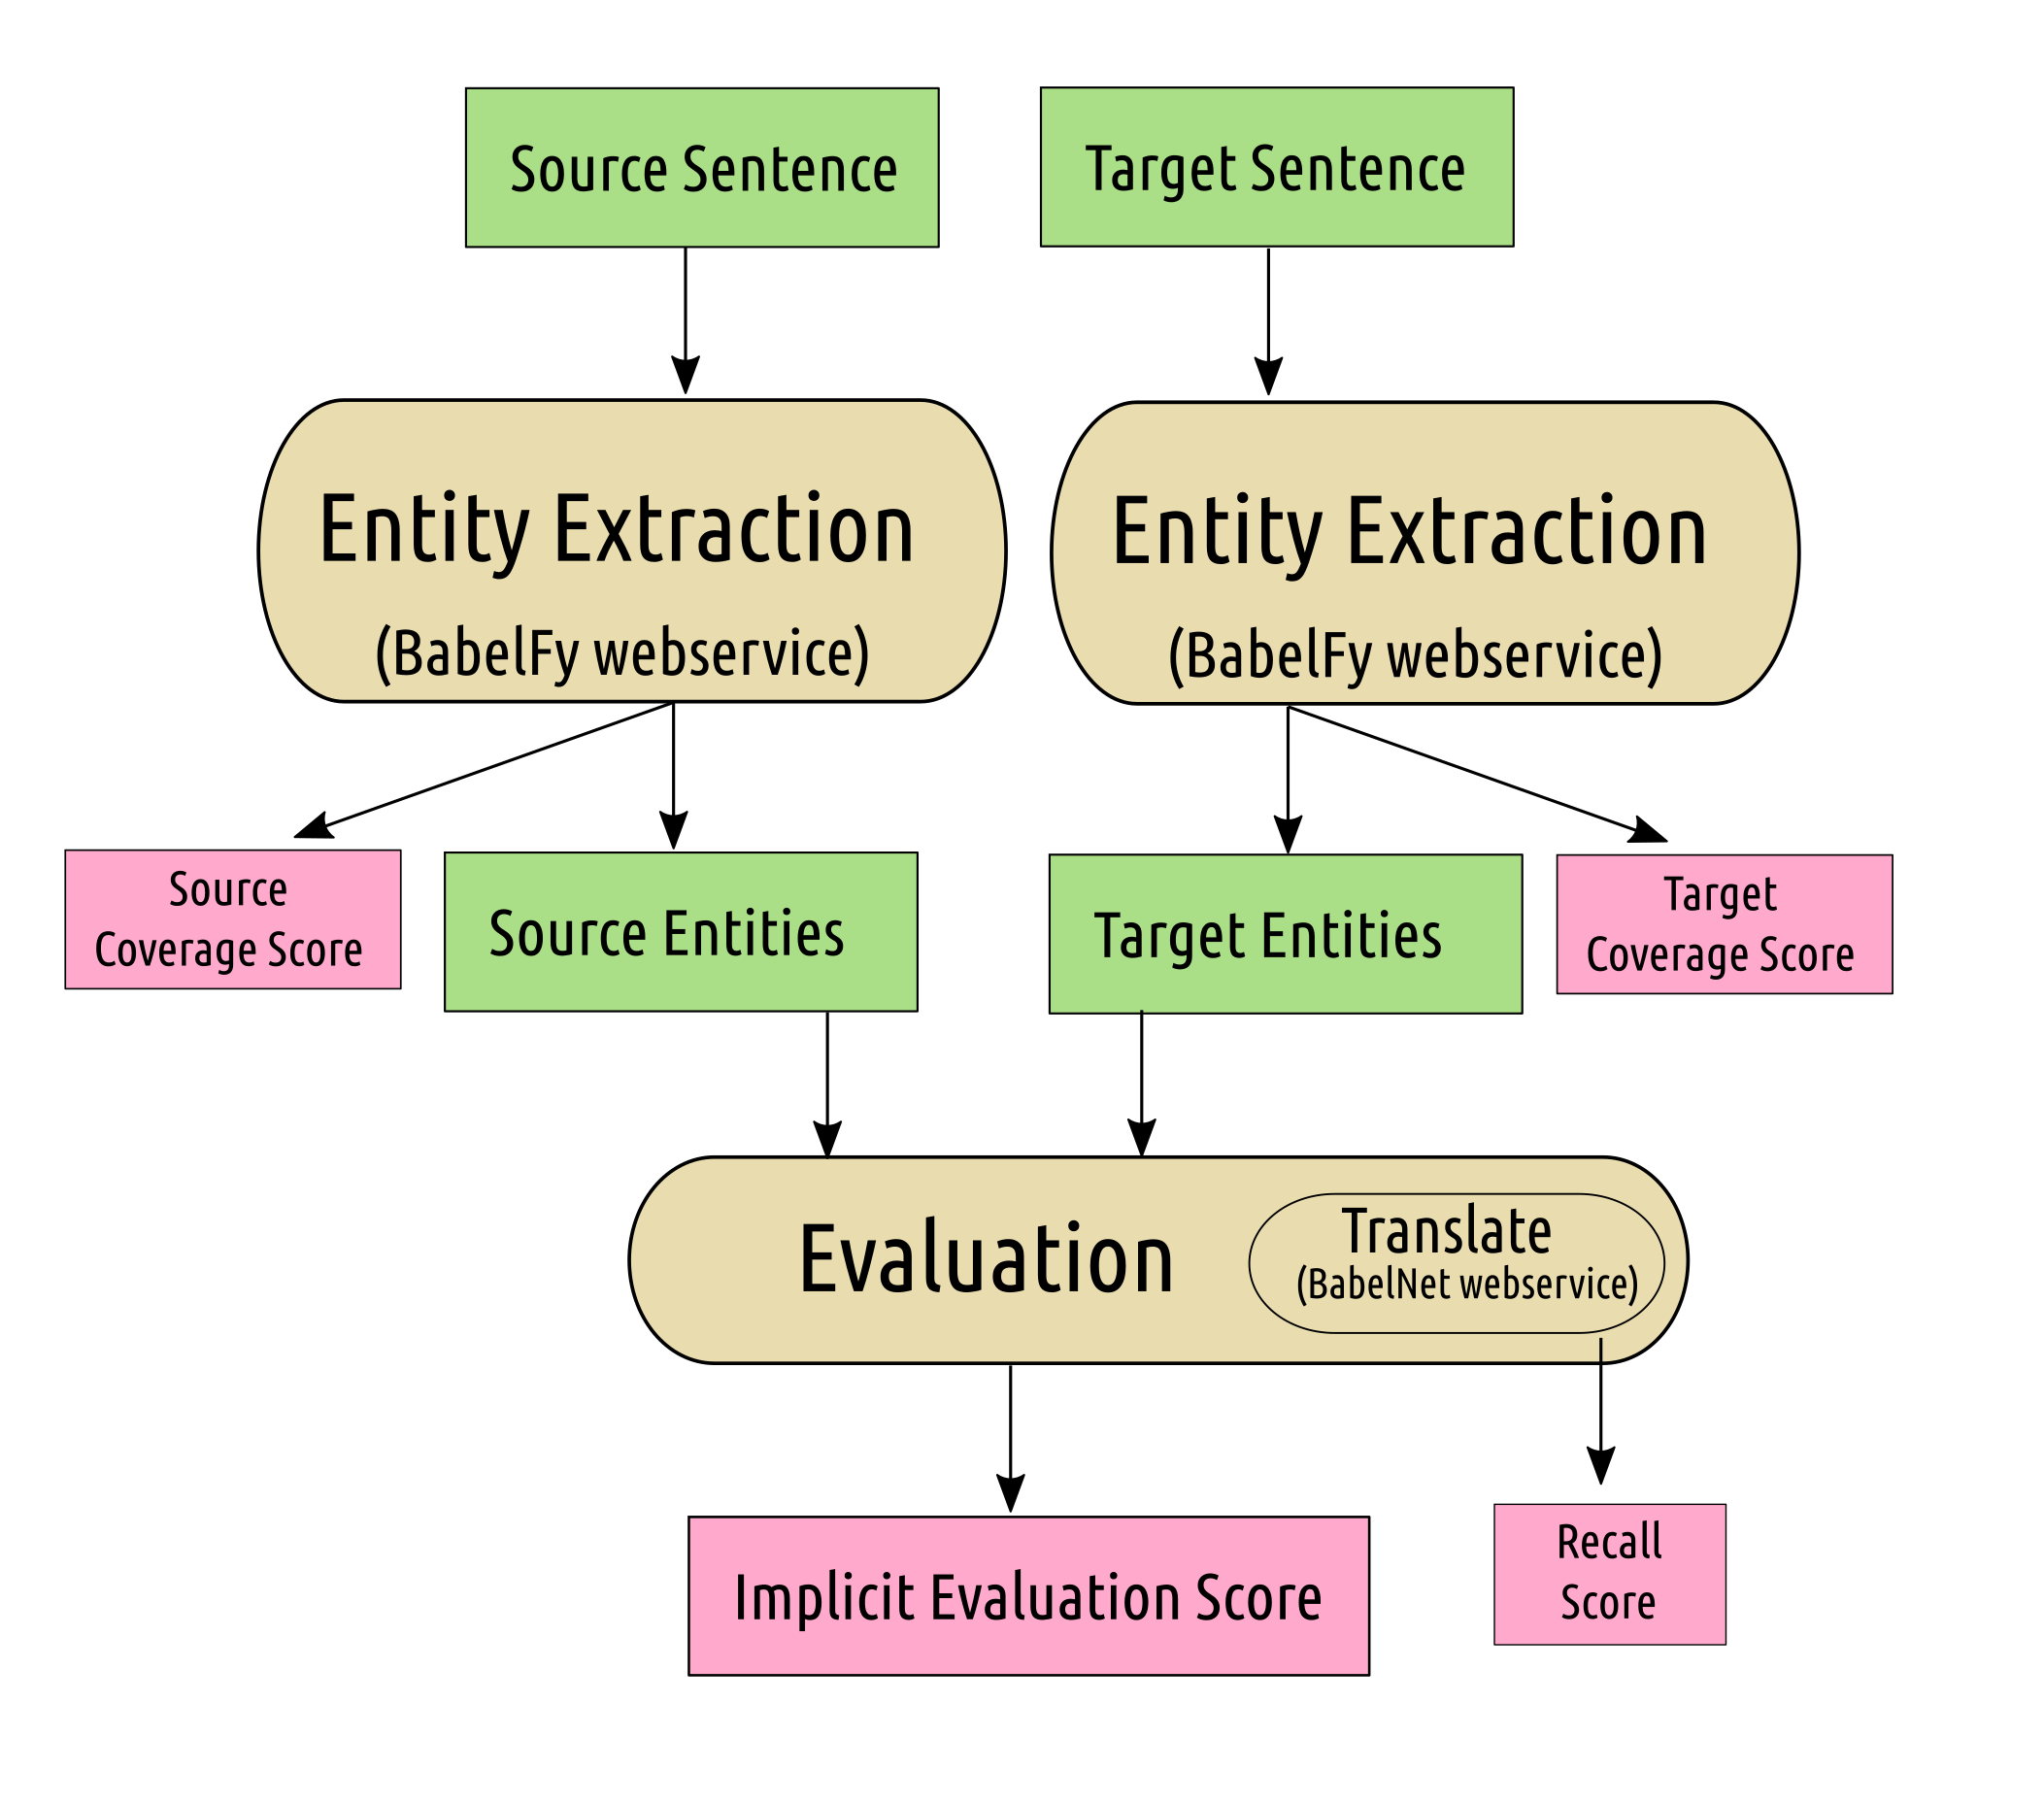 Source Sentence
Target Sentence
Entity Extraction
(BabelFy webservice)
Entity Extraction
(BabelFy webservice)
Source
Coverage Score
Source Entities
Target Entities
Target
Coverage Score
Evaluation
Translate
(BabelNet webservice)
Implicit Evaluation Score
Recall
Score